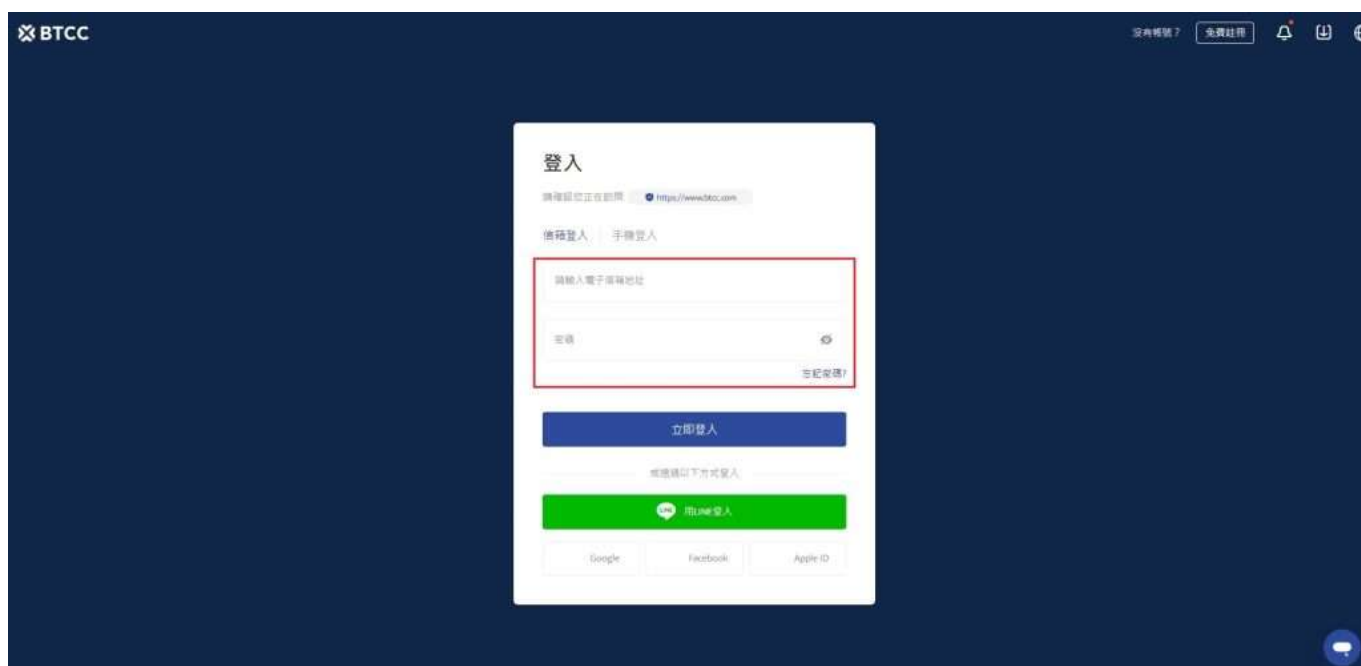 BTCC
沒有帳號？ 免費註冊
登入
請確認您正在訪問 https://www.btcc.com
信箱登入 手機登入
請輸入電子信箱地址
密碼
忘記密碼?
立即登入
或透過以下方式登入
LINE 用LINE登入
Google Facebook Apple ID